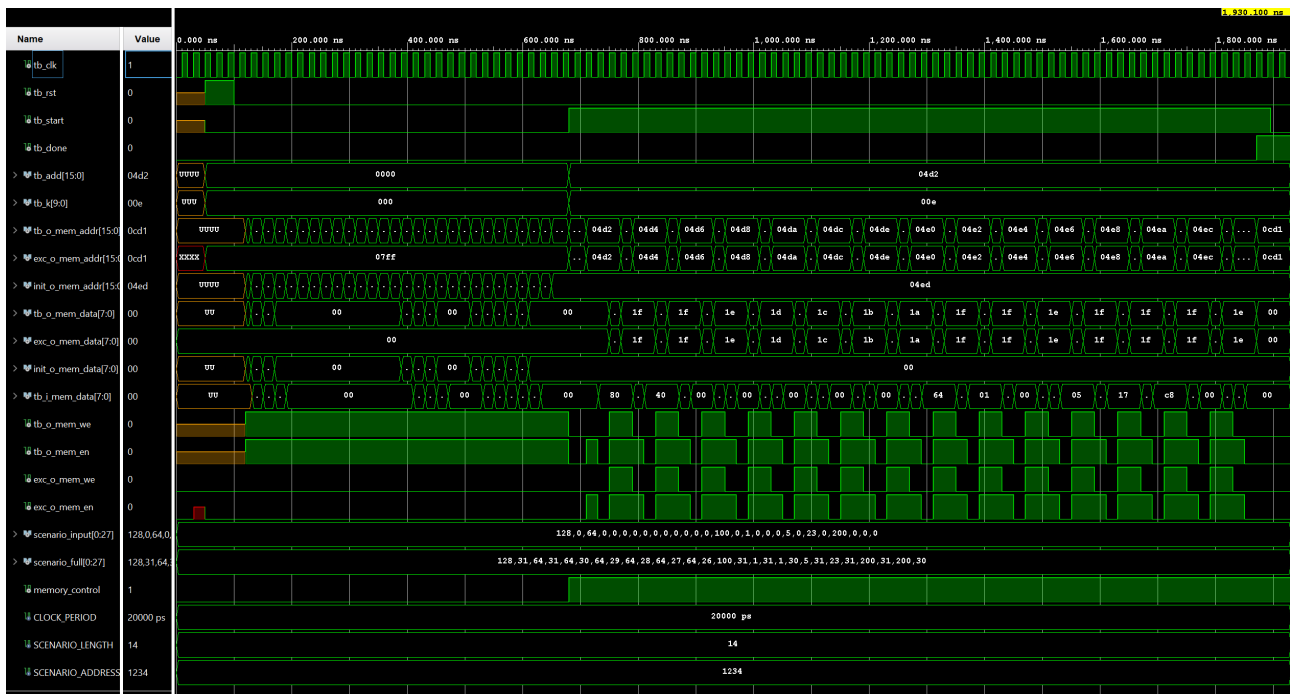 1,930.100 ns
Name Value 0.000 ns 200.000 ns 400.000 ns 600.000 ns 800.000 ns 1,000.000 ns 1,200.000 ns 1,400.000 ns 1,600.000 ns 1,800.000 ns
tb_clk 1
tb_rst 0
tb_start 0
tb_done 0
tb_add[15:0] 04d2 UUUU 0000 04d2
tb_k[9:0] 00e UUU 000 00e
tb_o_mem_addr[15:0] 0cd1 UUUU 04d2 04d4 04d6 04d8 04da 04dc 04de 04e0 04e2 04e4 04e6 04e8 04ea 04ec 0cd1
exc_o_mem_addr[15:0 0cd1 XXXX 07ff 04d2 04d4 04d6 04d8 04da 04dc 04de 04e0 04e2 04e4 04e6 04e8 04ea 04ec 0cd1
init_o_mem_addr[15:0 04ed UUUU 04ed
tb_o_mem_data[7:0] 00 UU 00 00 00 1f 1f 1e 1d 1c 1b 1a 1f 1f 1e 1f 1f 1f 1e 00
exc_o_mem_data[7:0] 00 00 1f 1f 1e 1d 1c 1b 1a 1f 1f 1e 1f 1f 1f 1e 00
init_o_mem_data[7:0] 00 UU 00 00 00
tb_i_mem_data[7:0] 00 UU 00 00 00 80 40 00 00 00 00 00 64 01 00 05 17 c8 00 00
tb_o_mem_we 0
tb_o_mem_en 0
exc_o_mem_we 0
exc_o_mem_en 0
scenario_input[0:27] 128,0,64,0, 128,0,64,0,0,0,0,0,0,0,0,0,0,0,100,0,1,0,0,0,5,0,23,0,200,0,0,0
scenario_full[0:27] 128,31,64,3 128,31,64,31,64,30,64,29,64,28,64,27,64,26,100,31,1,31,1,30,5,31,23,31,200,31,200,30
memory_control 1
CLOCK_PERIOD 20000 ps 20000 ps
SCENARIO_LENGTH 14 14
SCENARIO_ADDRESS 1234 1234